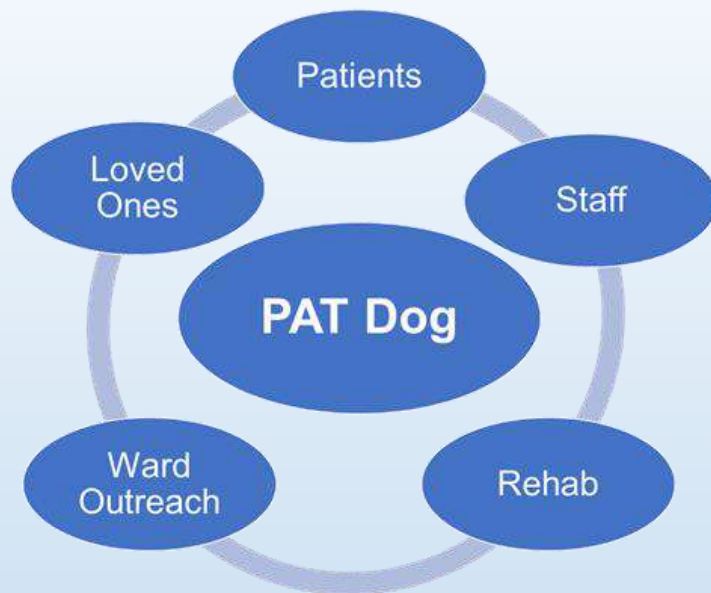 Patients
Loved
Ones
Staff
PAT Dog
Ward
Outreach
Rehab